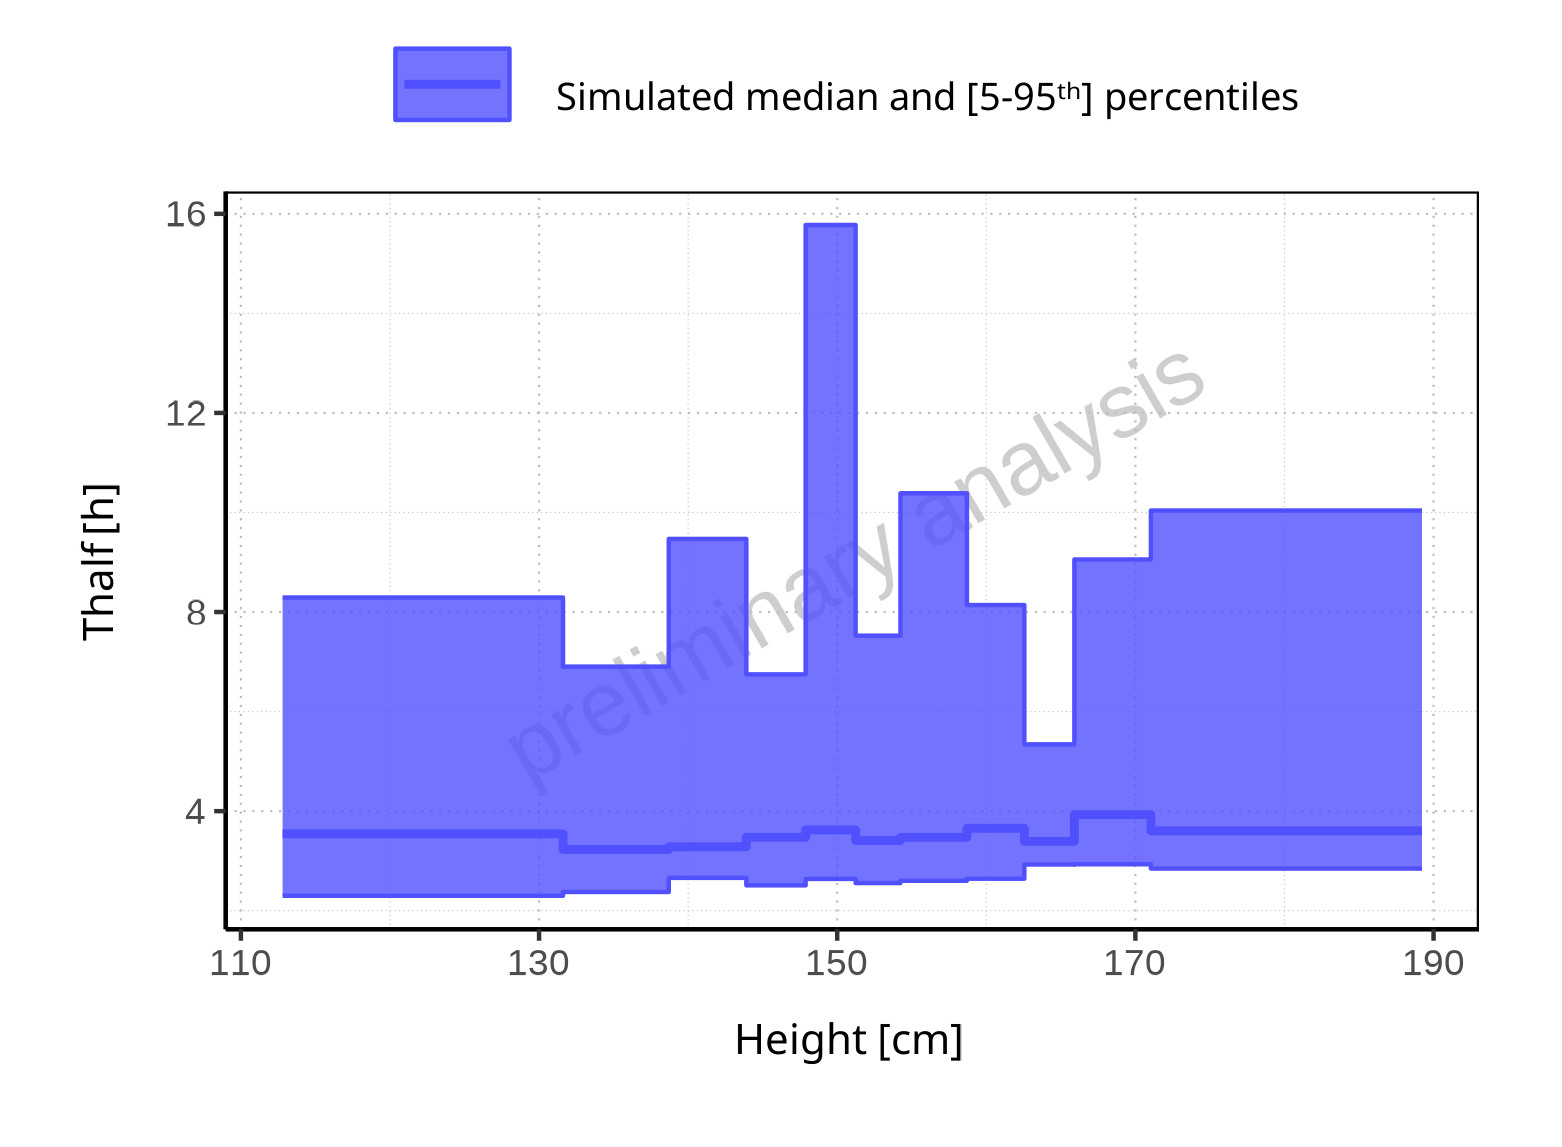 Simulated median and [5-95ᵗʰ] percentiles
16
12
8
4
Thalf [h]
preliminary analysis
110 130 150 170 190
Height [cm]